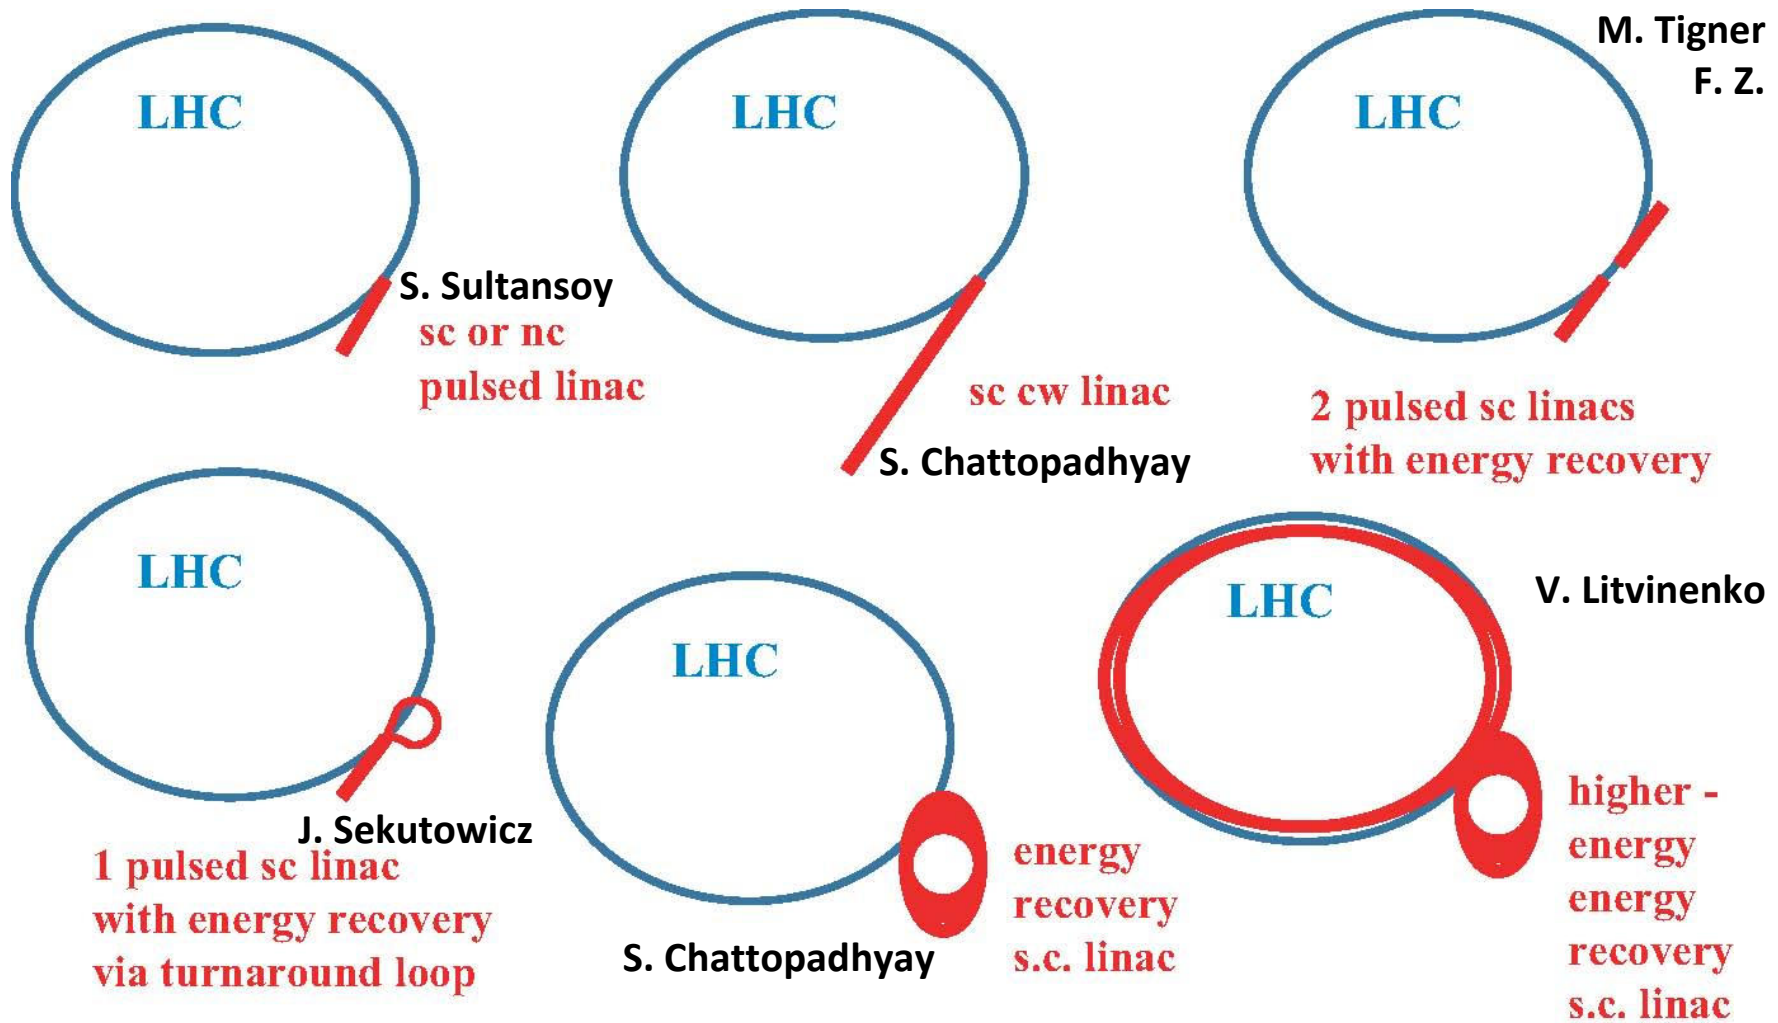 LHC
S. Sultansoy
sc or nc
pulsed linac
LHC
sc cw linac
S. Chattopadhyay
M. Tigner
F. Z.
LHC
2 pulsed sc linacs
with energy recovery
LHC
J. Sekutowicz
1 pulsed sc linac
with energy recovery
via turnaround loop
LHC
energy
recovery
s.c. linac
S. Chattopadhyay
LHC
V. Litvinenko
higher -
energy
energy
recovery
s.c. linac